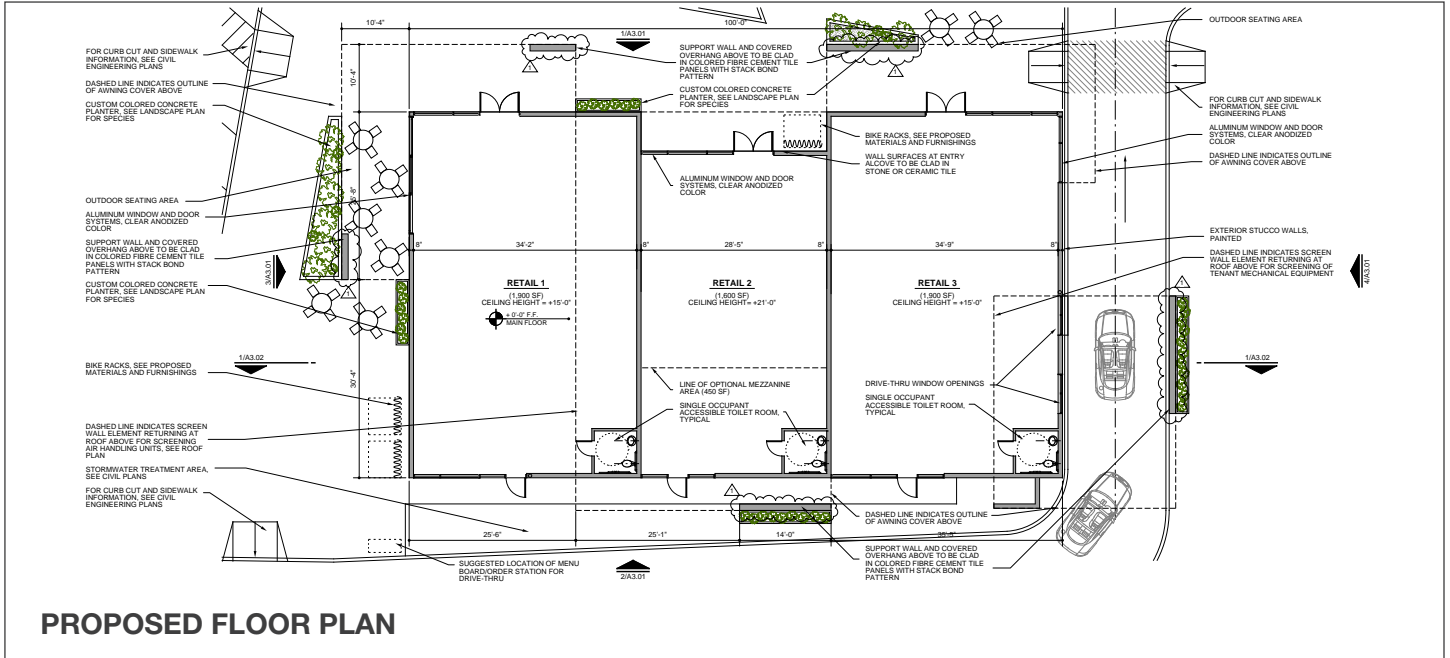 10'-4"
100'-0"
1/A3.01
OUTDOOR SEATING AREA
FOR CURB CUT AND SIDEWALK
INFORMATION, SEE CIVIL
ENGINEERING PLANS
DASHED LINE INDICATES OUTLINE
OF AWNING COVER ABOVE
CUSTOM COLORED CONCRETE
PLANTER, SEE LANDSCAPE PLAN
FOR SPECIES
10'-4"
1
SUPPORT WALL AND COVERED
OVERHANG ABOVE TO BE CLAD
IN COLORED FIBRE CEMENT TILE
PANELS WITH STACK BOND
PATTERN
CUSTOM COLORED CONCRETE
PLANTER, SEE LANDSCAPE PLAN
FOR SPECIES
1
FOR CURB CUT AND SIDEWALK
INFORMATION, SEE CIVIL
ENGINEERING PLANS
ALUMINUM WINDOW AND DOOR
SYSTEMS, CLEAR ANODIZED
COLOR
DASHED LINE INDICATES OUTLINE
OF AWNING COVER ABOVE
BIKE RACKS, SEE PROPOSED
MATERIALS AND FURNISHINGS
WALL SURFACES AT ENTRY
ALCOVE TO BE CLAD IN
STONE OR CERAMIC TILE
ALUMINUM WINDOW AND DOOR
SYSTEMS, CLEAR ANODIZED
COLOR
OUTDOOR SEATING AREA
ALUMINUM WINDOW AND DOOR
SYSTEMS, CLEAR ANODIZED
COLOR
SUPPORT WALL AND COVERED
OVERHANG ABOVE TO BE CLAD
IN COLORED FIBRE CEMENT TILE
PANELS WITH STACK BOND
PATTERN
CUSTOM COLORED CONCRETE
PLANTER, SEE LANDSCAPE PLAN
FOR SPECIES
3/A3.01
1
8"
34'-2"
8"
28'-5"
8"
34'-9"
8"
EXTERIOR STUCCO WALLS,
PAINTED
DASHED LINE INDICATES SCREEN
WALL ELEMENT RETURNING AT
ROOF ABOVE FOR SCREENING OF
TENANT MECHANICAL EQUIPMENT
4/A3.01
1
RETAIL 1
(1,900 SF)
CEILING HEIGHT = +15'-0"
± 0'-0" F.F.
MAIN FLOOR
RETAIL 2
(1,600 SF)
CEILING HEIGHT= +21'-0"
RETAIL 3
(1,900 SF)
CEILING HEIGHT = +15'-0"
1/A3.02
1/A3.02
BIKE RACKS, SEE PROPOSED
MATERIALS AND FURNISHINGS
30'-4"
LINE OF OPTIONAL MEZZANINE
AREA (450 SF)
SINGLE OCCUPANT
ACCESSIBLE TOILET ROOM,
TYPICAL
DRIVE-THRU WINDOW OPENINGS
SINGLE OCCUPANT
ACCESSIBLE TOILET ROOM,
TYPICAL
DASHED LINE INDICATES SCREEN
WALL ELEMENT RETURNING AT
ROOF ABOVE FOR SCREENING
AIR HANDLING UNITS, SEE ROOF
PLAN
STORMWATER TREATMENT AREA,
SEE CIVIL PLANS
FOR CURB CUT AND SIDEWALK
INFORMATION, SEE CIVIL
ENGINEERING PLANS
1
DASHED LINE INDICATES OUTLINE
OF AWNING COVER ABOVE
25'-6"
25'-1"
14'-0"
SUGGESTED LOCATION OF MENU
BOARD/ORDER STATION FOR
DRIVE-THRU
2/A3.01
SUPPORT WALL AND COVERED
OVERHANG ABOVE TO BE CLAD
IN COLORED FIBRE CEMENT TILE
PANELS WITH STACK BOND
PATTERN
PROPOSED FLOOR PLAN